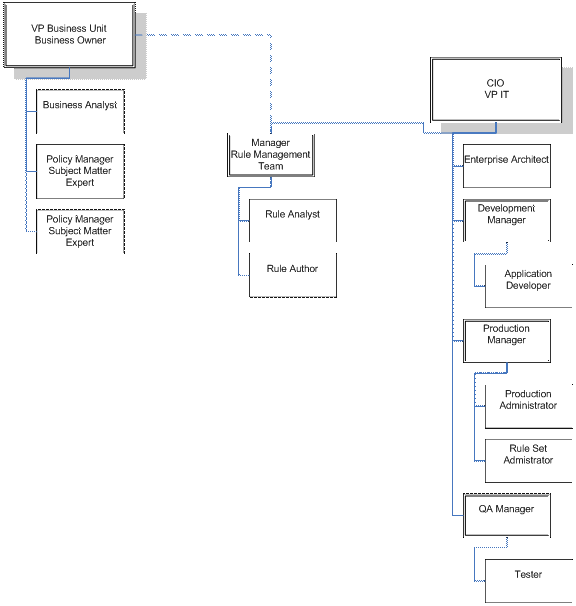 VP Business Unit
Business Owner
CIO
VP IT
Business Analyst
Policy Manager
Subject Matter
Expert
Policy Manager
Subject Matter
Expert
Manager
Rule Management
Team
Rule Analyst
Rule Author
Enterprise Architect
Development
Manager
Application
Developer
Production
Manager
Production
Administrator
Rule Set
Admistrator
QA Manager
Tester